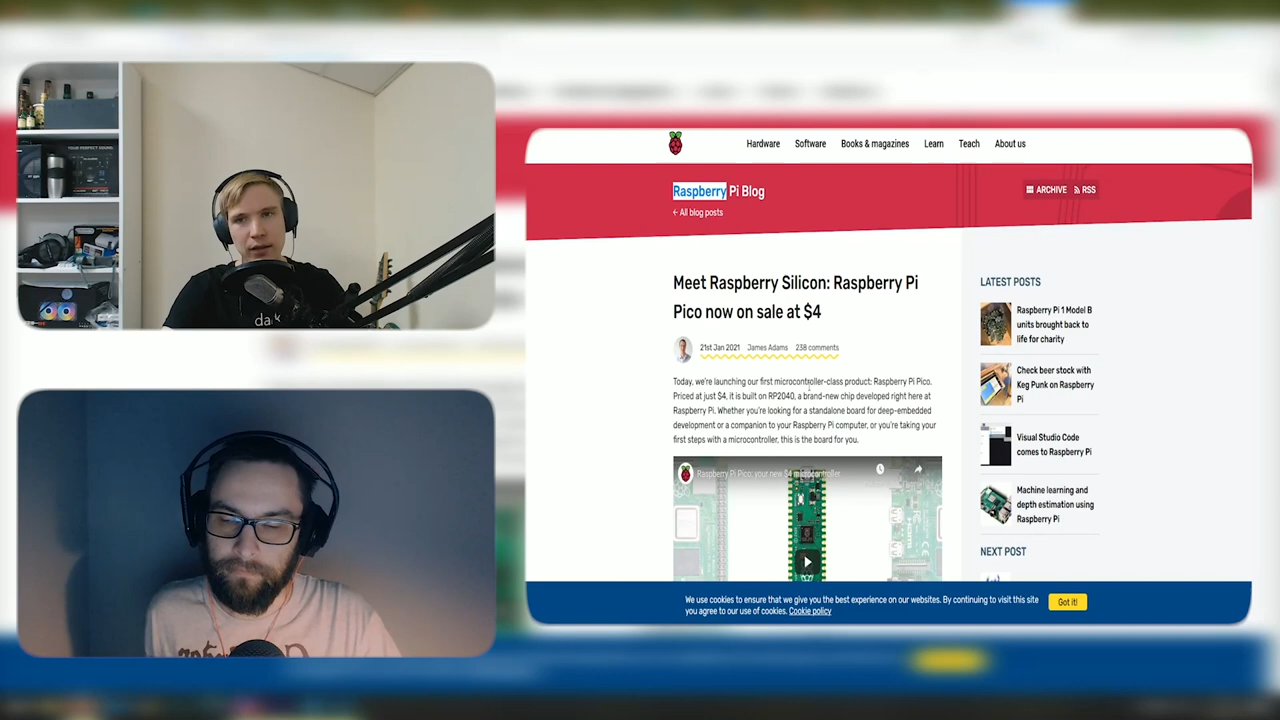 Hardware Software Books & magazines Learn Teach About us
Raspberry Pi Blog
← All blog posts
ARCHIVE RSS
Meet Raspberry Silicon: Raspberry Pi
Pico now on sale at $4
21st Jan 2021 James Adams 238 comments
Today, we're launching our first microcontroller-class product: Raspberry Pi Pico.
Priced at just $4, it is built on RP2040, a brand-new chip developed right here at
Raspberry Pi. Whether you're looking for a standalone board for deep-embedded
development or a companion to your Raspberry Pi computer, or you're taking your
first steps with a microcontroller, this is the board for you.
Raspberry Pi Pico: your new $4 microcontroller
LATEST POSTS
Raspberry Pi 1 Model B
units brought back to
life for charity
Check beer stock with
Keg Punk on Raspberry
Pi
Visual Studio Code
comes to Raspberry Pi
Machine learning and
depth estimation using
Raspberry Pi
NEXT POST
We use cookies to ensure that we give you the best experience on our websites. By continuing to visit this site
you agree to our use of cookies. Cookie policy
Got it!
dark